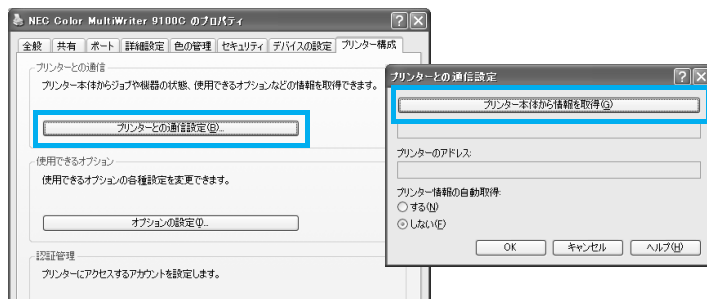 NEC Color MultiWriter 9100C のプロパティ
全般 共有 ポート 詳細設定 色の管理 セキュリティ デバイスの設定 プリンター構成
プリンターとの通信
プリンター本体からジョブや機器の状態、使用できるオプションなどの情報を取得できます。
プリンターとの通信設定(B)...
使用できるオプション
使用できるオプションの各種設定を変更できます。
オプションの設定(I)...
認証管理
プリンターにアクセスするアカウントを設定します。
プリンターとの通信設定
プリンター本体から情報を取得(G)
プリンターのアドレス:
プリンター情報の自動取得:
する(N)
しない(F)
OK キャンセル ヘルプ(H)